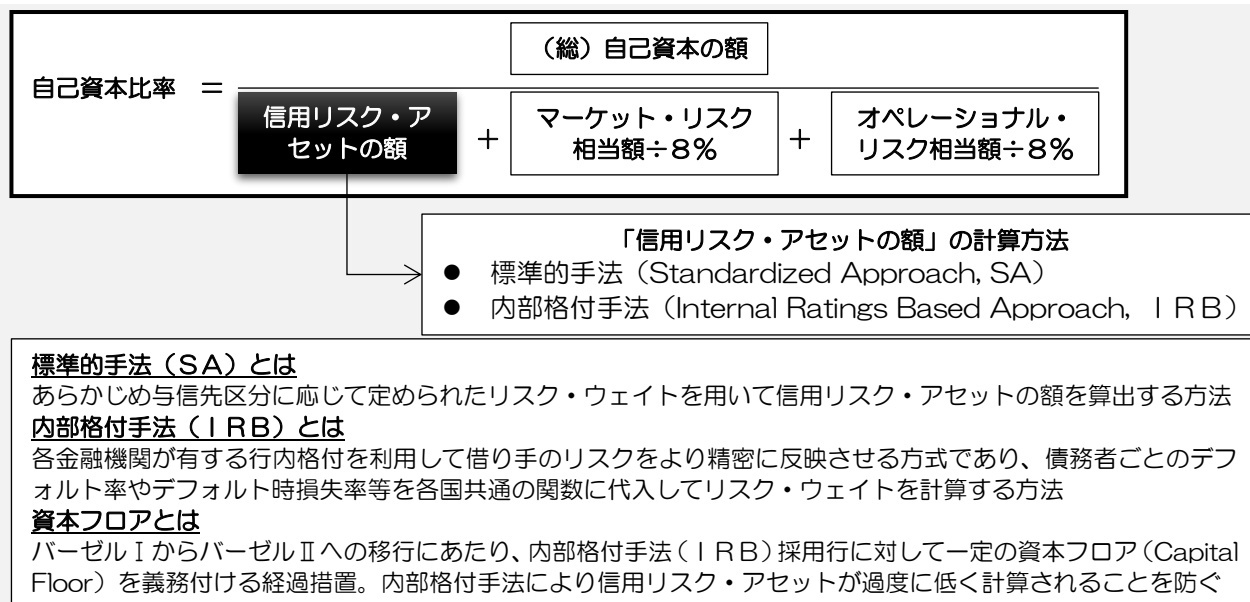 （総）自己資本の額
自己資本比率 ＝
信用リスク・ア
セットの額
＋
マーケット・リスク
相当額÷８％
＋
オペレーショナル・
リスク相当額÷８％
「信用リスク・アセットの額」の計算方法
● 標準的手法（Standardized Approach, SA）
● 内部格付手法（Internal Ratings Based Approach, ＩＲＢ）
標準的手法（ＳＡ）とは
あらかじめ与信先区分に応じて定められたリスク・ウェイトを用いて信用リスク・アセットの額を算出する方法
内部格付手法（ＩＲＢ）とは
各金融機関が有する行内格付を利用して借り手のリスクをより精密に反映させる方式であり、債務者ごとのデフ
ォルト率やデフォルト時損失率等を各国共通の関数に代入してリスク・ウェイトを計算する方法
資本フロアとは
バーゼルⅠからバーゼルⅡへの移行にあたり、内部格付手法（ＩＲＢ）採用行に対して一定の資本フロア（Capital
Floor）を義務付ける経過措置。内部格付手法により信用リスク・アセットが過度に低く計算されることを防ぐ